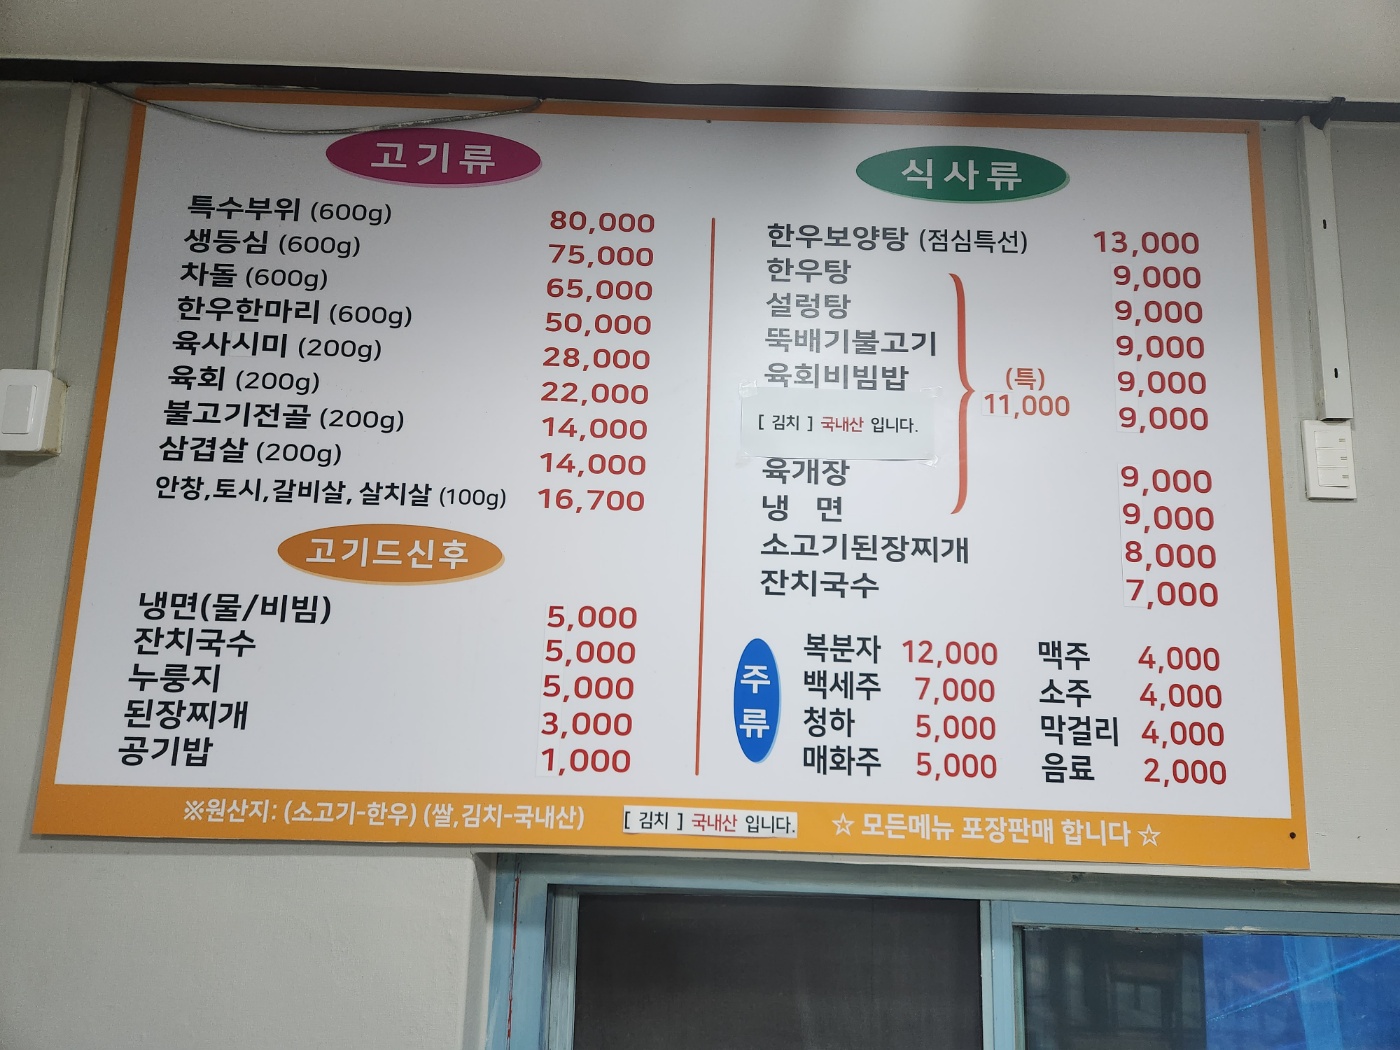 고기류
특수부위 (600g) 80,000
생등심 (600g) 75,000
차돌 (600g) 65,000
한우한마리 (600g) 50,000
육사시미 (200g) 28,000
육회 (200g) 22,000
불고기전골 (200g) 14,000
삼겹살 (200g) 14,000
안창,토시,갈비살, 살치살 (100g) 16,700
고기드신후
냉면(물/비빔) 5,000
잔치국수 5,000
누룽지 5,000
된장찌개 3,000
공기밥 1,000
식사류
한우보양탕 (점심특선) 13,000
한우탕 9,000
설렁탕 9,000
뚝배기불고기 9,000
육회비빔밥 9,000
(특)
11,000
[ 김치 ] 국내산 입니다. 9,000
육개장 9,000
냉 면 9,000
소고기된장찌개 8,000
잔치국수 7,000
주류
복분자 12,000 맥주 4,000
백세주 7,000 소주 4,000
청하 5,000 막걸리 4,000
매화주 5,000 음료 2,000
※원산지: (소고기-한우) (쌀,김치-국내산) [ 김치 ] 국내산 입니다. ☆ 모든메뉴 포장판매 합니다 ☆